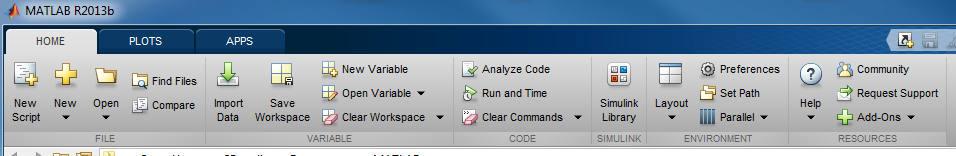 MATLAB R2013b
HOME PLOTS APPS
New Script
New
Open
Find Files
Compare
FILE
Import Data
Save Workspace
New Variable
Open Variable
Clear Workspace
VARIABLE
Analyze Code
Run and Time
Clear Commands
CODE
Simulink Library
SIMULINK
Layout
Preferences
Set Path
Parallel
ENVIRONMENT
Help
Community
Request Support
Add-Ons
RESOURCES